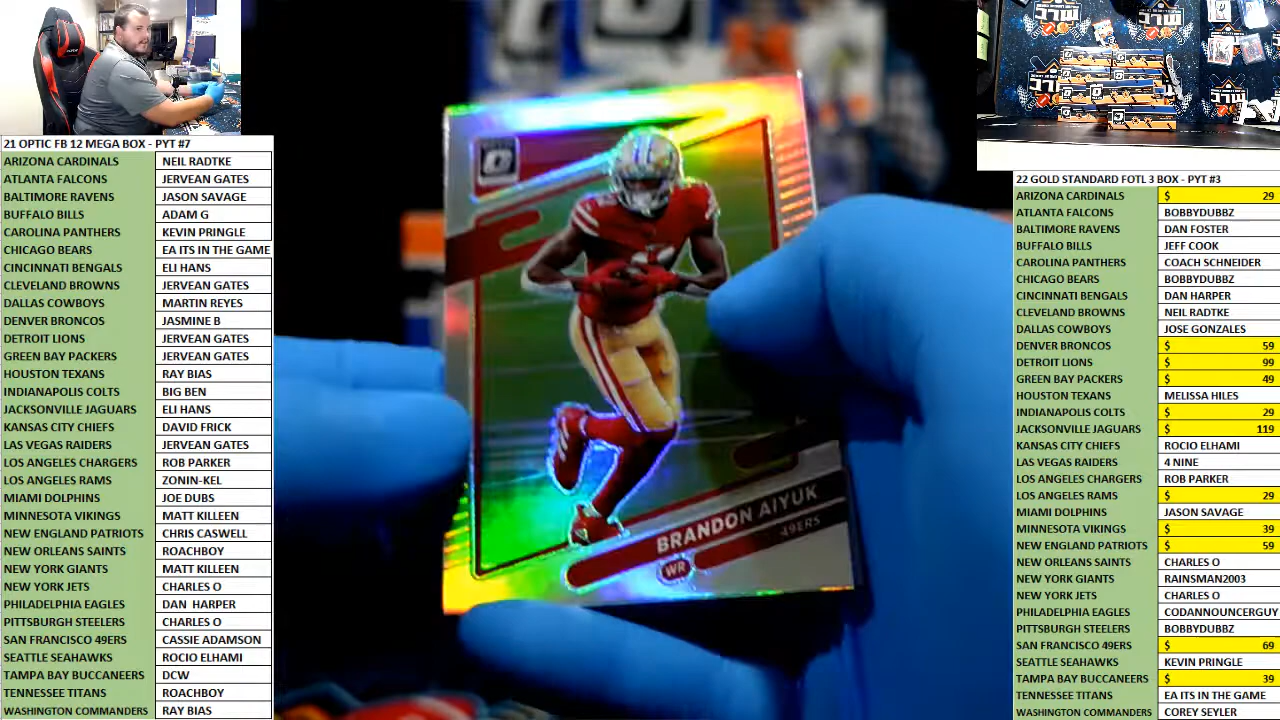 21 OPTIC FB 12 MEGA BOX - PYT #7
ARIZONA CARDINALS NEIL RADTKE
ATLANTA FALCONS JERVEAN GATES
BALTIMORE RAVENS JASON SAVAGE
BUFFALO BILLS ADAM G
CAROLINA PANTHERS KEVIN PRINGLE
CHICAGO BEARS EA ITS IN THE GAME
CINCINNATI BENGALS ELI HANS
CLEVELAND BROWNS JERVEAN GATES
DALLAS COWBOYS MARTIN REYES
DENVER BRONCOS JASMINE B
DETROIT LIONS JERVEAN GATES
GREEN BAY PACKERS JERVEAN GATES
HOUSTON TEXANS RAY BIAS
INDIANAPOLIS COLTS BIG BEN
JACKSONVILLE JAGUARS ELI HANS
KANSAS CITY CHIEFS DAVID FRICK
LAS VEGAS RAIDERS JERVEAN GATES
LOS ANGELES CHARGERS ROB PARKER
LOS ANGELES RAMS ZONIN-KEL
MIAMI DOLPHINS JOE DUBS
MINNESOTA VIKINGS MATT KILLEEN
NEW ENGLAND PATRIOTS CHRIS CASWELL
NEW ORLEANS SAINTS ROACHBOY
NEW YORK GIANTS MATT KILLEEN
NEW YORK JETS CHARLES O
PHILADELPHIA EAGLES DAN HARPER
PITTSBURGH STEELERS CHARLES O
SAN FRANCISCO 49ERS CASSIE ADAMSON
SEATTLE SEAHAWKS ROCIO ELHAMI
TAMPA BAY BUCCANEERS DCW
TENNESSEE TITANS ROACHBOY
WASHINGTON COMMANDERS RAY BIAS
BRANDON AIYUK
49ERS
WR
22 GOLD STANDARD FOTL 3 BOX - PYT #3
ARIZONA CARDINALS $ 29
ATLANTA FALCONS BOBBYDUBBZ
BALTIMORE RAVENS DAN FOSTER
BUFFALO BILLS JEFF COOK
CAROLINA PANTHERS COACH SCHNEIDER
CHICAGO BEARS BOBBYDUBBZ
CINCINNATI BENGALS DAN HARPER
CLEVELAND BROWNS NEIL RADTKE
DALLAS COWBOYS JOSE GONZALES
DENVER BRONCOS $ 59
DETROIT LIONS $ 99
GREEN BAY PACKERS $ 49
HOUSTON TEXANS MELISSA HILES
INDIANAPOLIS COLTS $ 29
JACKSONVILLE JAGUARS $ 119
KANSAS CITY CHIEFS ROCIO ELHAMI
LAS VEGAS RAIDERS 4 NINE
LOS ANGELES CHARGERS ROB PARKER
LOS ANGELES RAMS $ 29
MIAMI DOLPHINS JASON SAVAGE
MINNESOTA VIKINGS $ 39
NEW ENGLAND PATRIOTS $ 59
NEW ORLEANS SAINTS CHARLES O
NEW YORK GIANTS RAINSMAN2003
NEW YORK JETS CHARLES O
PHILADELPHIA EAGLES CODANNOUNCERGUY
PITTSBURGH STEELERS BOBBYDUBBZ
SAN FRANCISCO 49ERS $ 69
SEATTLE SEAHAWKS KEVIN PRINGLE
TAMPA BAY BUCCANEERS $ 39
TENNESSEE TITANS EA ITS IN THE GAME
WASHINGTON COMMANDERS COREY SEYLER